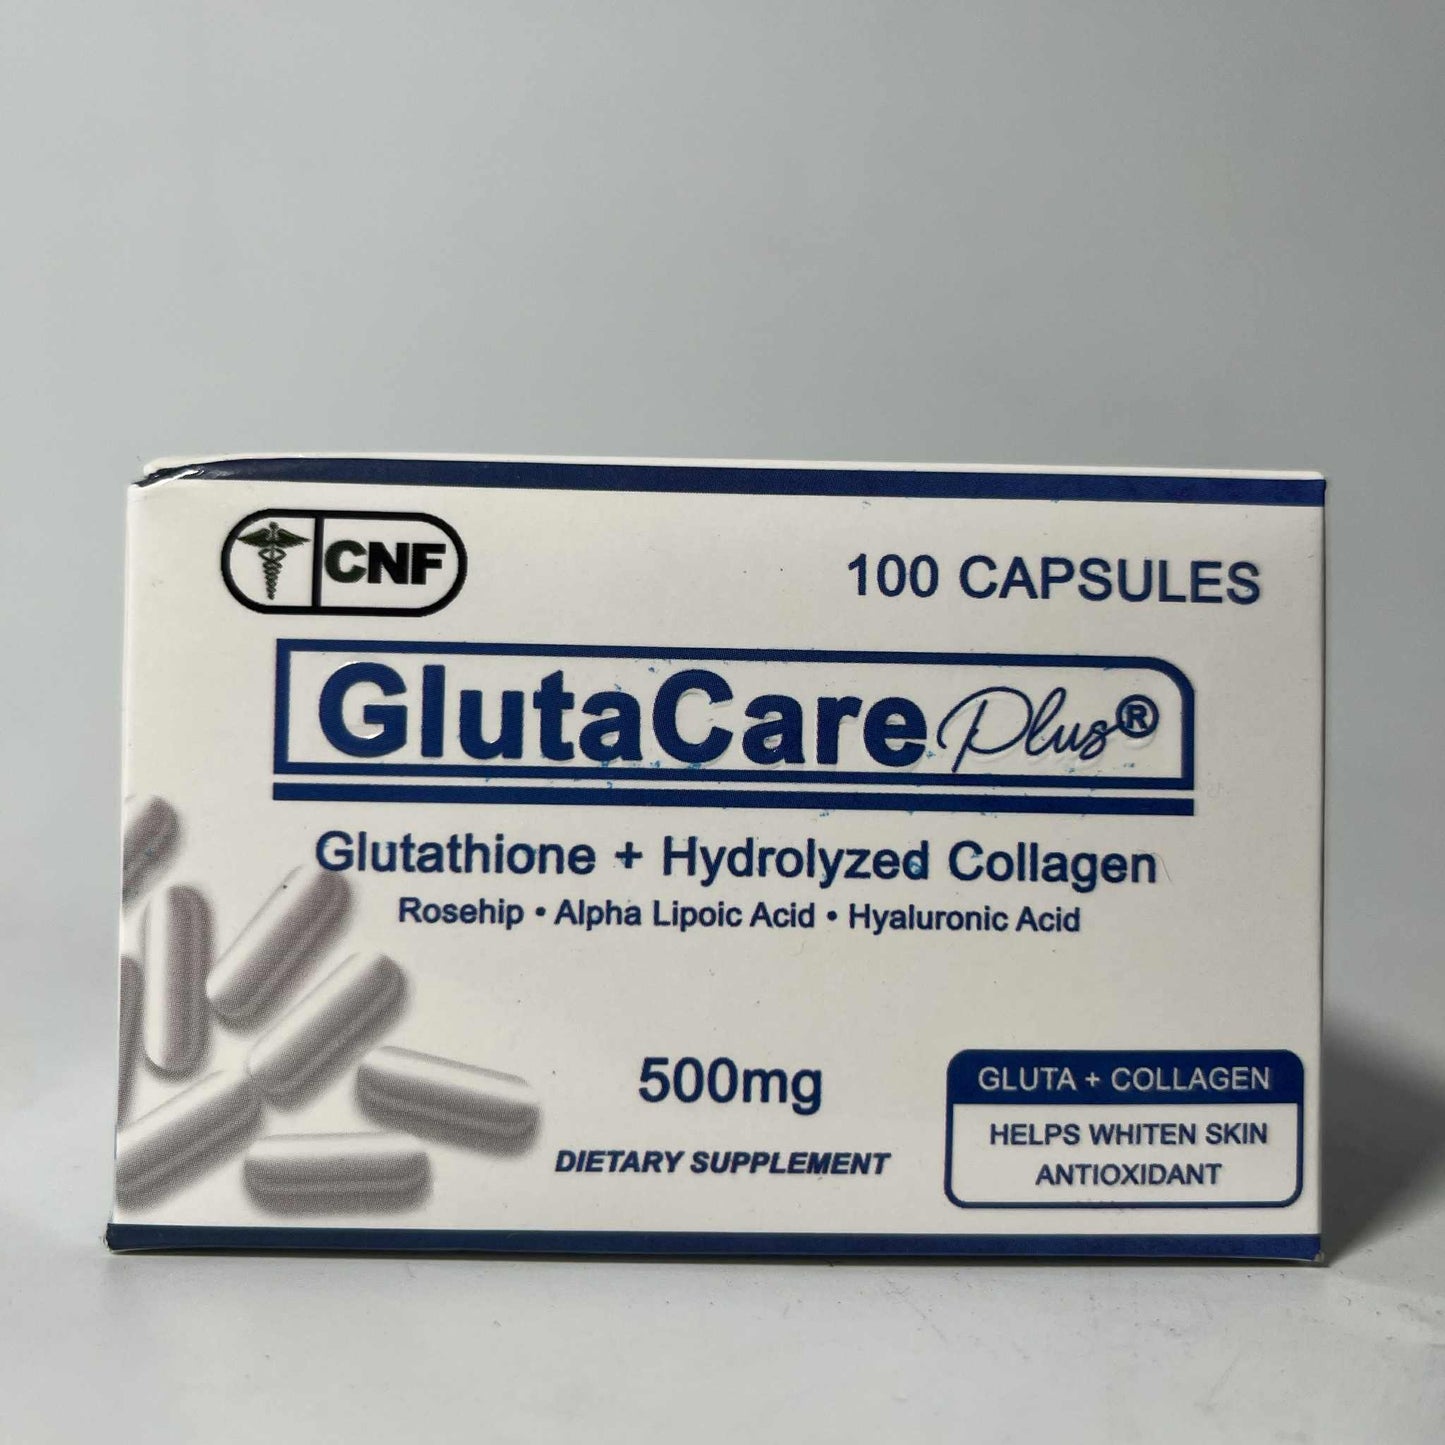 CNF
100 CAPSULES
GlutaCare Plus®
Glutathione + Hydrolyzed Collagen
Rosehip • Alpha Lipoic Acid • Hyaluronic Acid
500mg
DIETARY SUPPLEMENT
GLUTA + COLLAGEN
HELPS WHITEN SKIN
ANTIOXIDANT